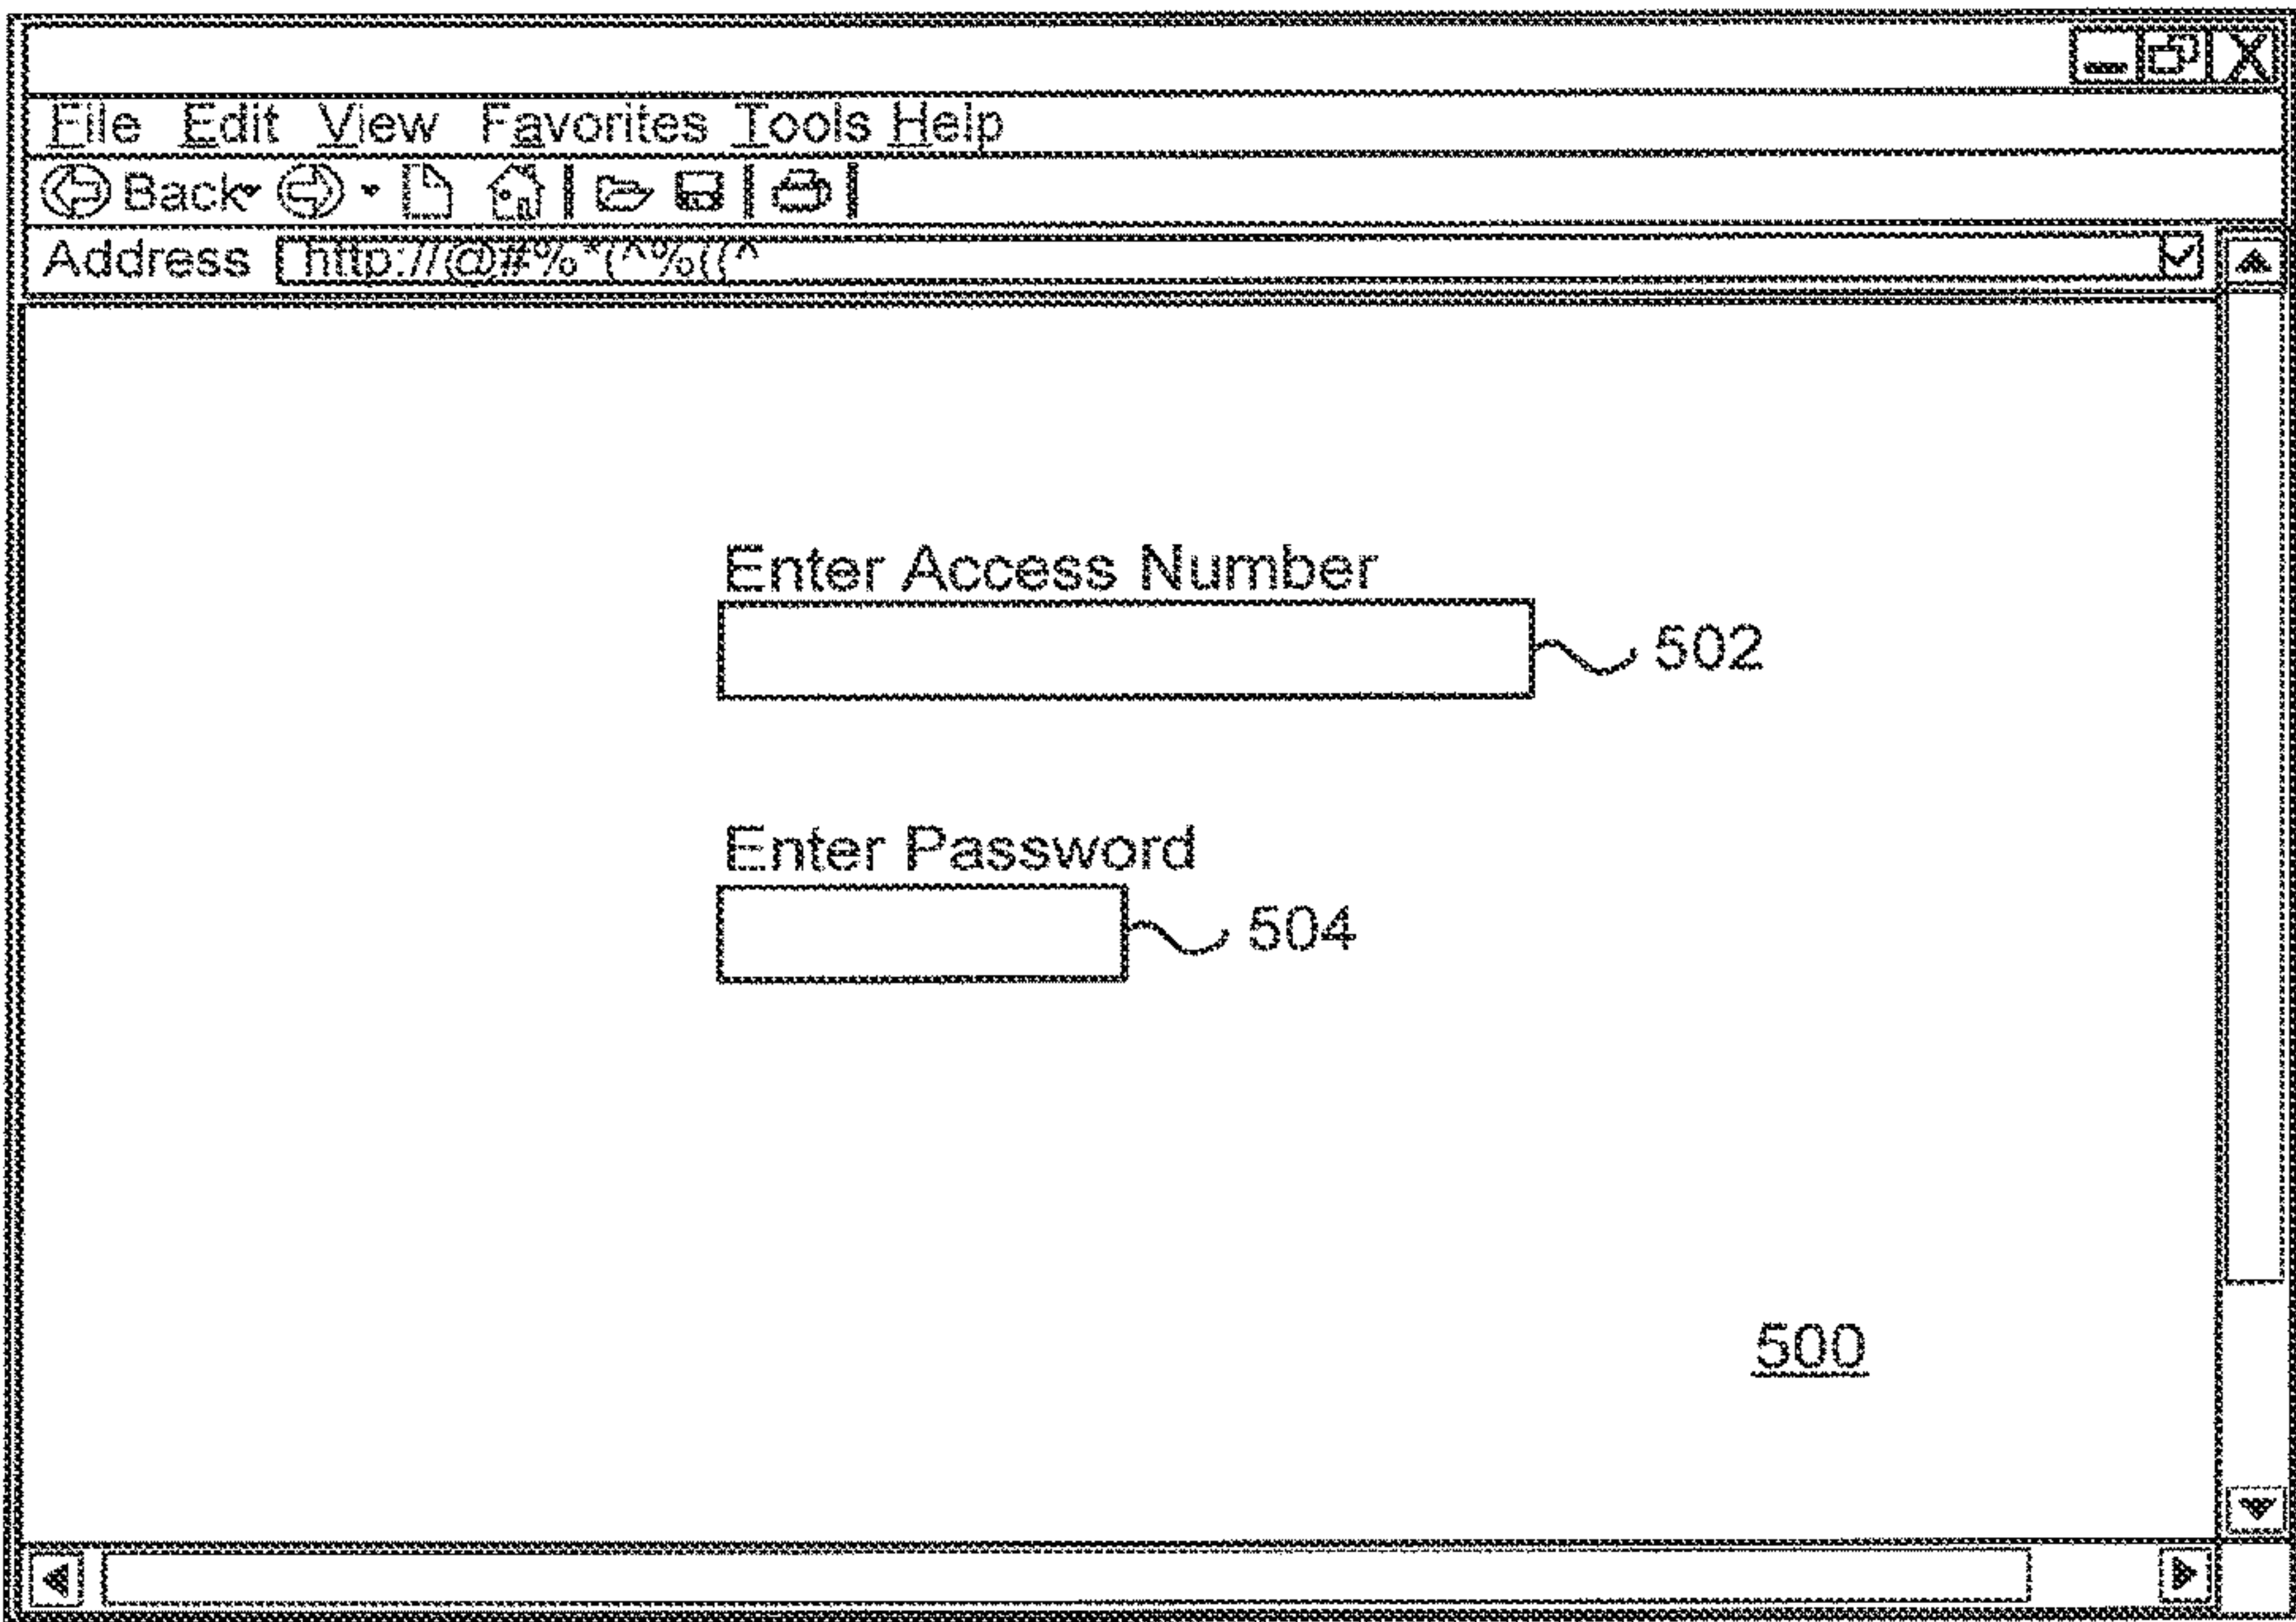 File Edit View Favorites Tools Help
Back
Address http://@#%*(^%((^
Enter Access Number
502
Enter Password
504
500